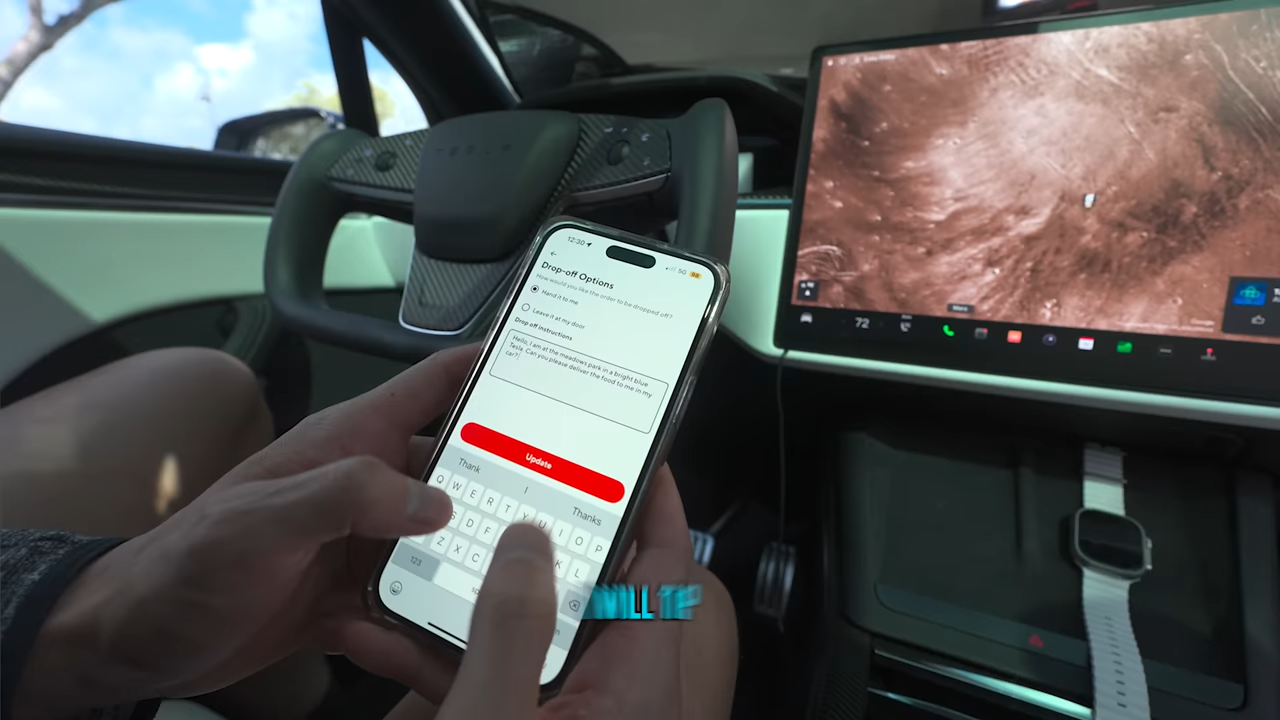 12:30
5G 98
Drop-off Options
How would you like the order to be dropped off?
Hand it to me
Leave it at my door
Drop off instructions
Hello, I am at the meadows park in a bright blue
Tesla. Can you please deliver the food to me in my
car?
Update
Thank
I
Thanks
Q W E R T Y U I O P
S D F K L
Z X C
123
72
WILL TIP